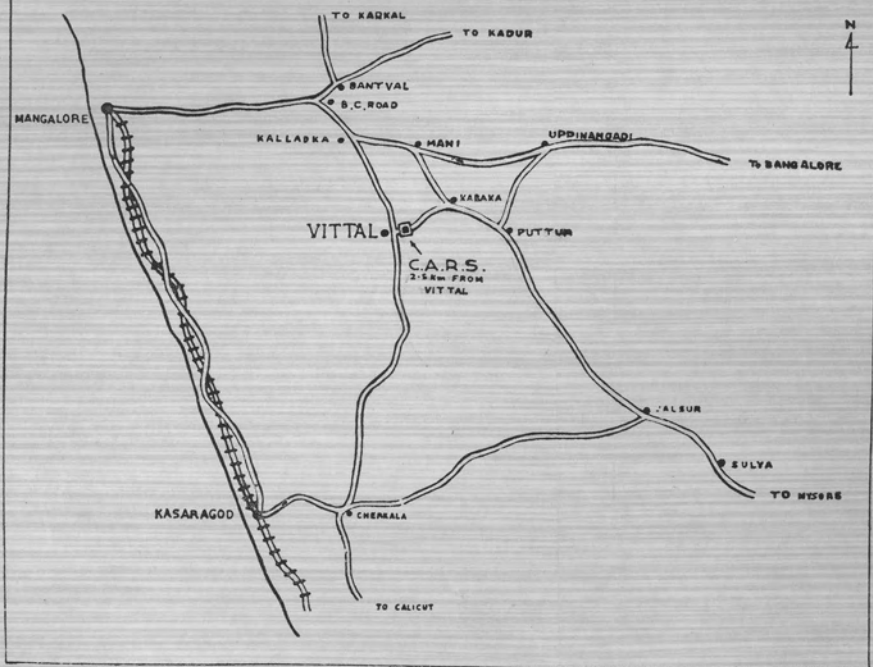 TO KARKAL
N
TO KADUR
BANTVAL
B.C. ROAD
MANGALORE
KALLADKA
MANI
UPPINANGADI
TO BANGALORE
KABAKA
VITTAL
PUTTUR
C.A.R.S.
2.5 Km FROM
VITTAL
JALSUR
SULYA
TO MYSORE
KASARAGOD
CHERKALA
TO CALICUT